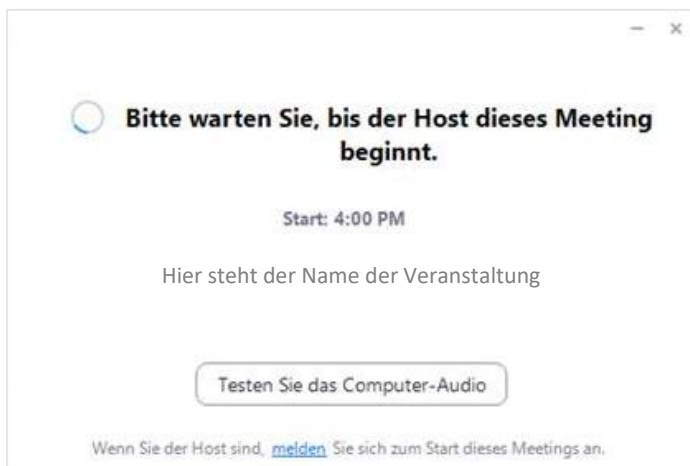 Bitte warten Sie, bis der Host dieses Meeting
beginnt.
Start: 4:00 PM
Hier steht der Name der Veranstaltung
Testen Sie das Computer-Audio
Wenn Sie der Host sind, melden Sie sich zum Start dieses Meetings an.